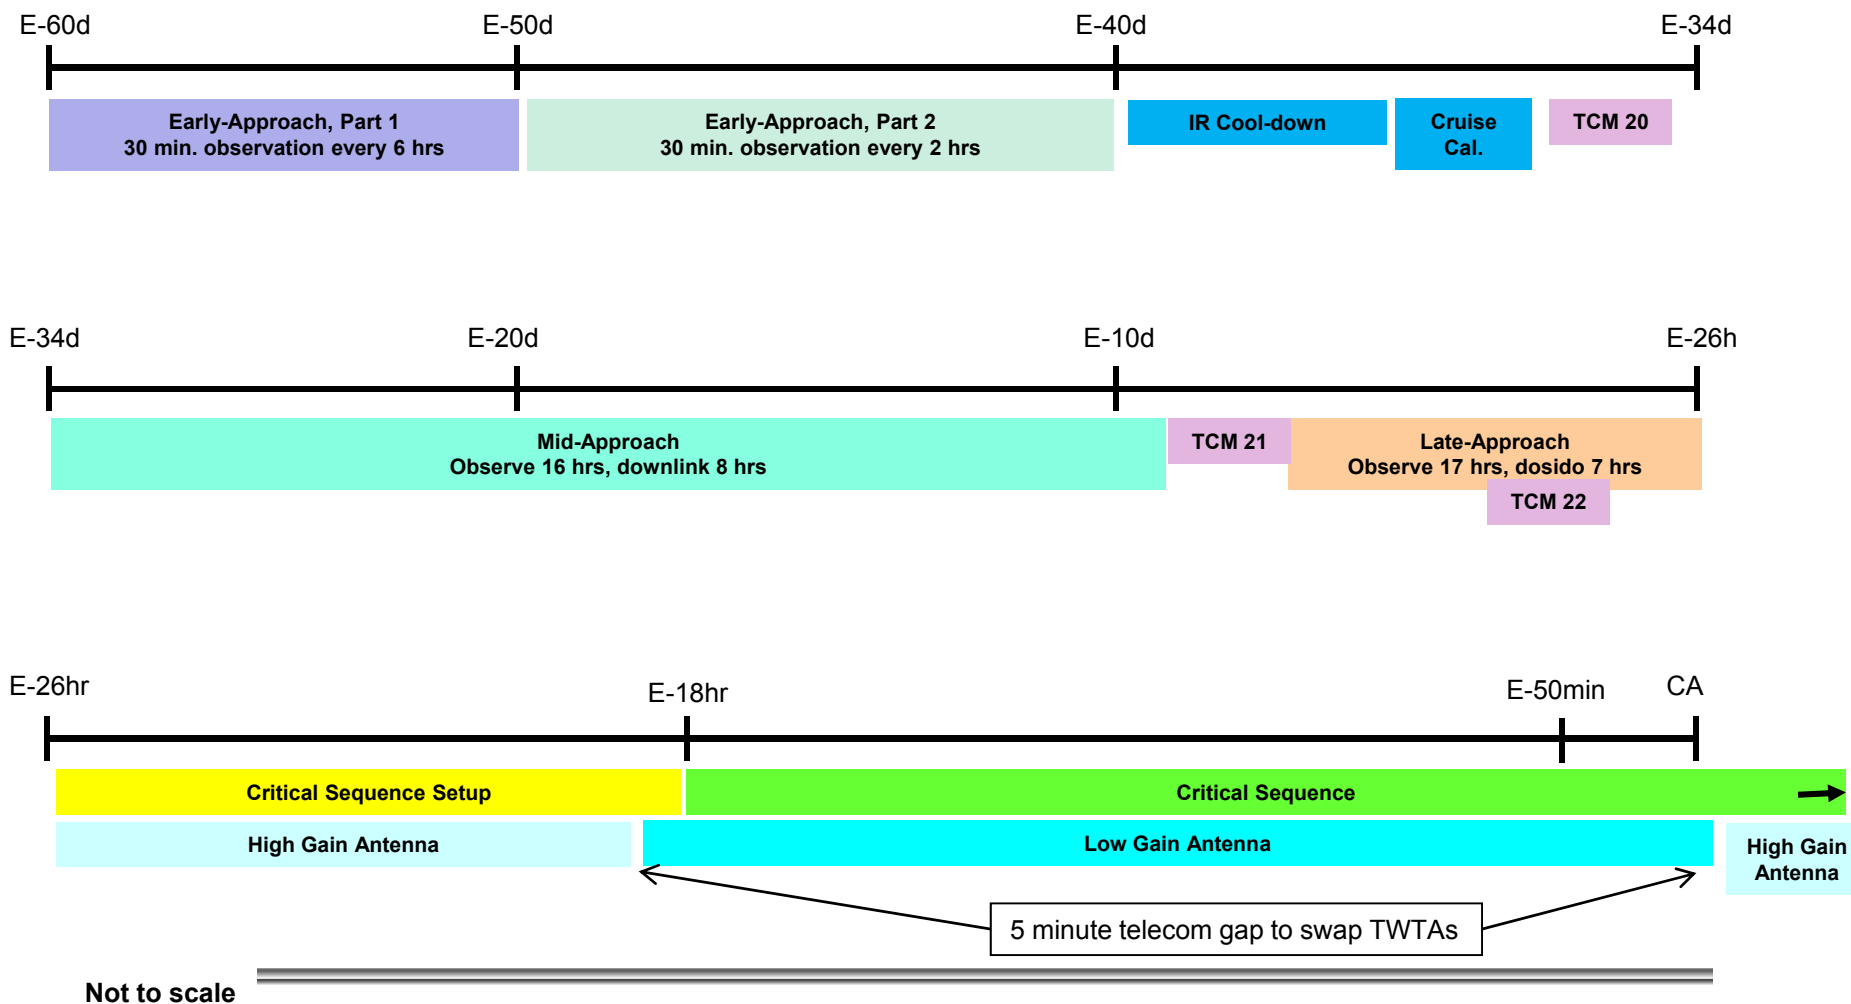 E-60d E-50d E-40d E-34d
Early-Approach, Part 1
30 min. observation every 6 hrs
Early-Approach, Part 2
30 min. observation every 2 hrs
IR Cool-down
Cruise
Cal.
TCM 20
E-34d E-20d E-10d E-26h
Mid-Approach
Observe 16 hrs, downlink 8 hrs
TCM 21
Late-Approach
Observe 17 hrs, dosido 7 hrs
TCM 22
E-26hr E-18hr E-50min CA
Critical Sequence Setup
Critical Sequence
High Gain Antenna
Low Gain Antenna
High Gain
Antenna
5 minute telecom gap to swap TWTAs
Not to scale